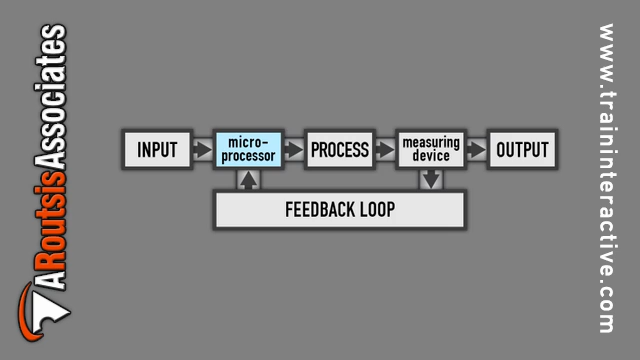 ARoutsisAssociates
INPUT
micro-
processor
PROCESS
measuring
device
OUTPUT
FEEDBACK LOOP
www.traininteractive.com